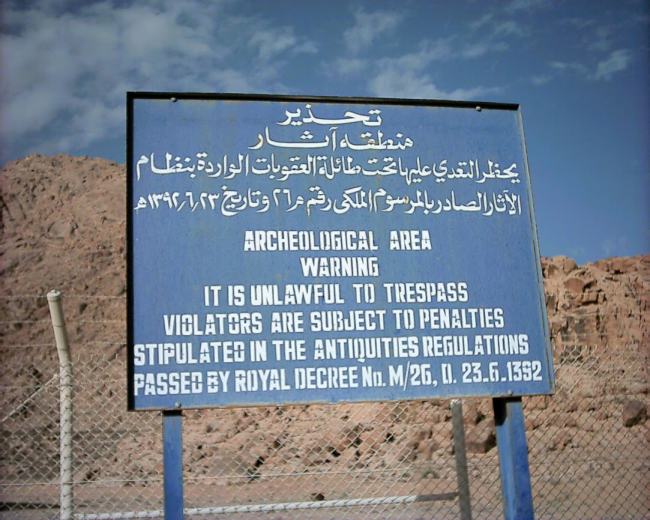 تحذير
منطقة آثار
يحظر التعدي عليها تحت طائلة العقوبات الواردة بنظام
الآثار الصادر بالمرسوم الملكي رقم م/٢٦ وتاريخ ١٣٩٢/٦/٢٣هـ
ARCHEOLOGICAL AREA
WARNING
IT IS UNLAWFUL TO TRESPASS
VIOLATORS ARE SUBJECT TO PENALTIES
STIPULATED IN THE ANTIQUITIES REGULATIONS
PASSED BY ROYAL DECREE No. M/26, D. 23.6.1392